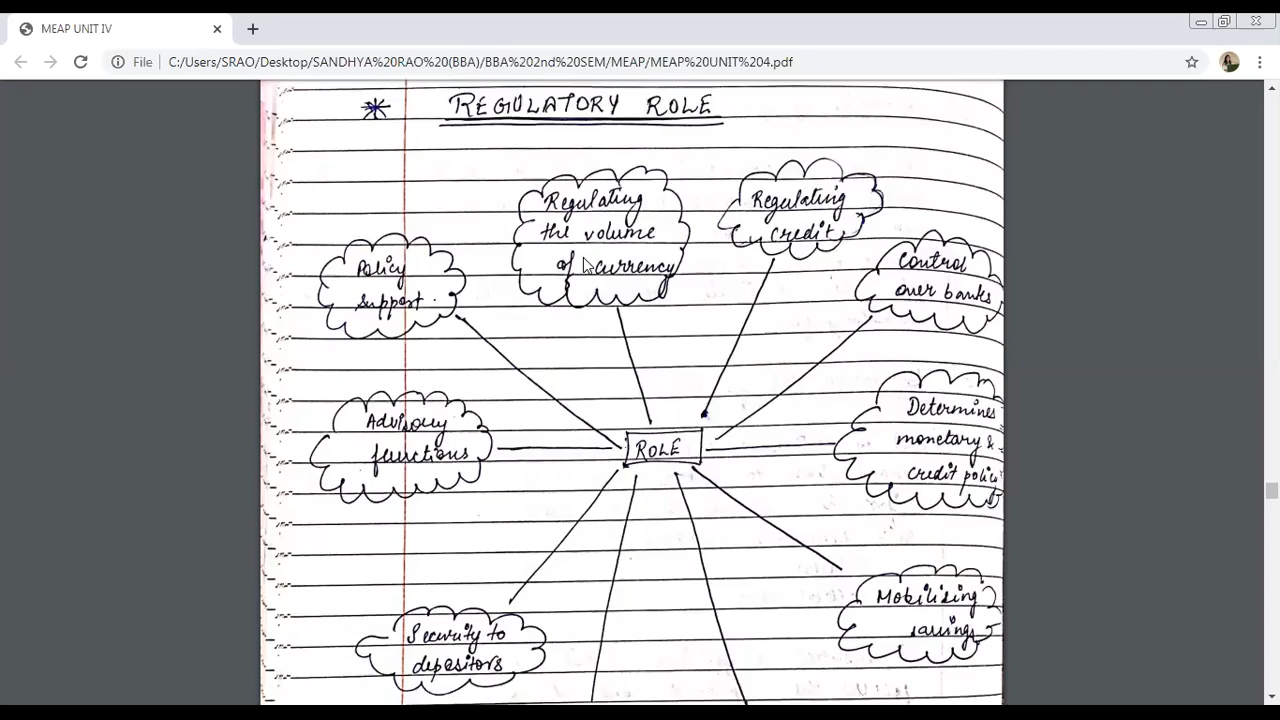 MEAP UNIT IV
File
C:/Users/SRAO/Desktop/SANDHYA%20RAO%20(BBA)/BBA%202nd%20SEM/MEAP/MEAP%20UNIT%204.pdf
REGULATORY ROLE
Policy
support.
Regulating
the volume
of currency
Regulating
credit
Control
over banks
Advisory
functions
ROLE
Determines
monetary &
credit polic
Security to
depositors
Mobilising
savings